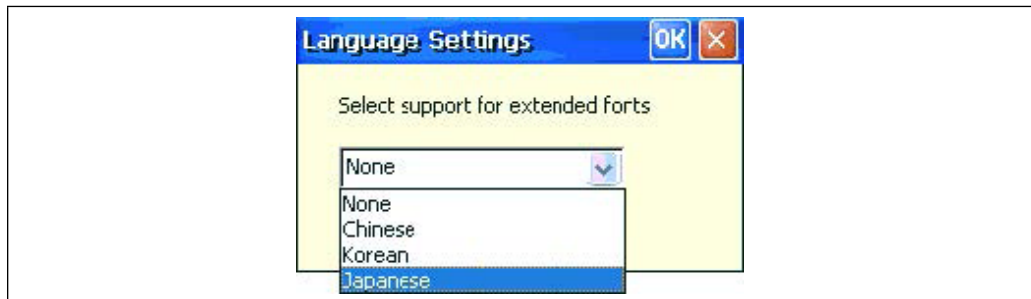 Language Settings OK
Select support for extended forts
None
None
Chinese
Korean
Japanese